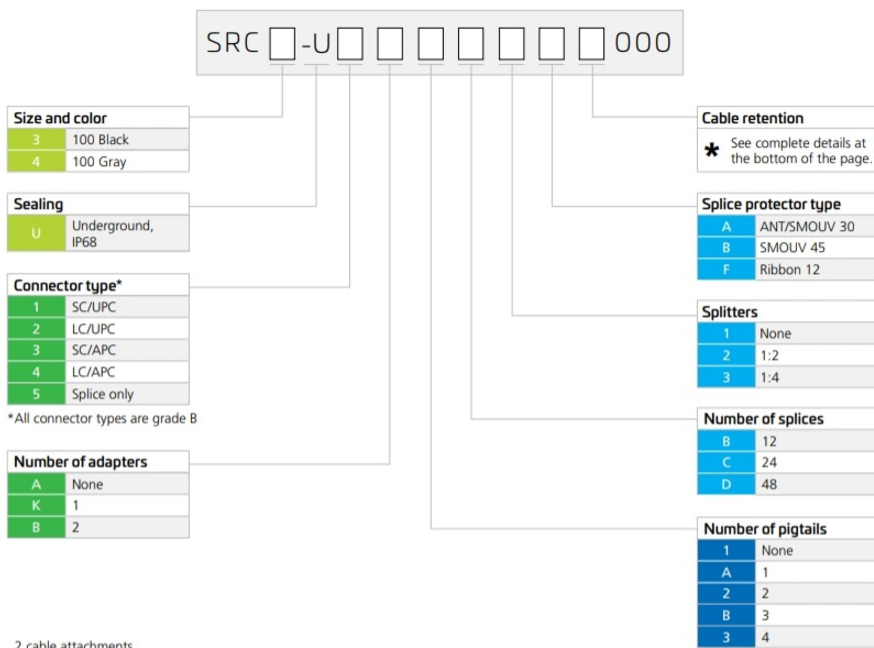 SRC -U 000
Size and color
3 100 Black
4 100 Gray
Sealing
U Underground,
IP68
Connector type*
1 SC/UPC
2 LC/UPC
3 SC/APC
4 LC/APC
5 Splice only
*All connector types are grade B
Number of adapters
A None
K 1
B 2
Cable retention
* See complete details at
the bottom of the page.
Splice protector type
A ANT/SMOUV 30
B SMOUV 45
F Ribbon 12
Splitters
1 None
2 1:2
3 1:4
Number of splices
B 12
C 24
D 48
Number of pigtails
1 None
A 1
2 2
B 3
3 4
2 cable attachments